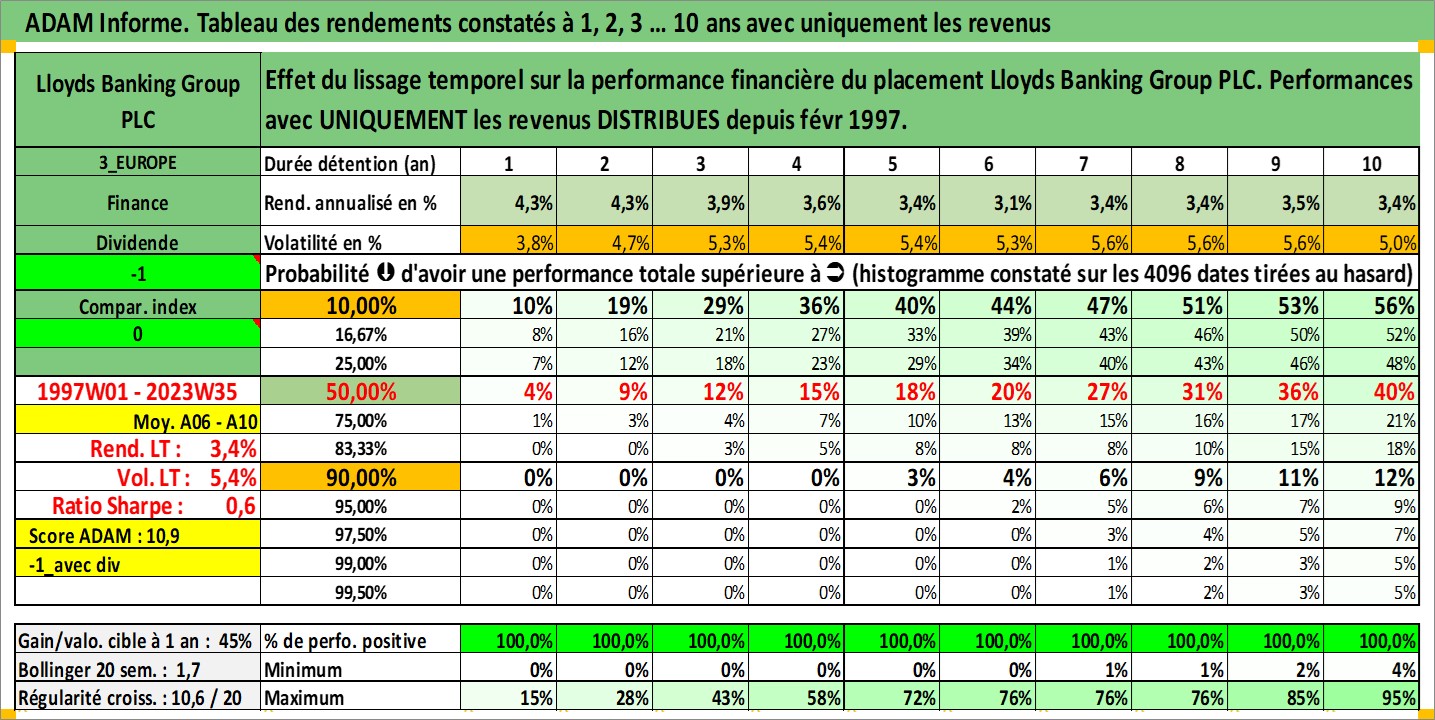 ADAM Informe. Tableau des rendements constatés à 1, 2, 3 ... 10 ans avec uniquement les revenus
Lloyds Banking Group PLC
Effet du lissage temporel sur la performance financière du placement Lloyds Banking Group PLC. Performances
avec UNIQUEMENT les revenus DISTRIBUES depuis févr 1997.
3_EUROPE Durée détention (an) 1 2 3 4 5 6 7 8 9 10
Finance Rend. annualisé en % 4,3% 4,3% 3,9% 3,6% 3,4% 3,1% 3,4% 3,4% 3,5% 3,4%
Dividende Volatilité en % 3,8% 4,7% 5,3% 5,4% 5,4% 5,3% 5,6% 5,6% 5,6% 5,0%
-1 Probabilité d'avoir une performance totale supérieure à (histogramme constaté sur les 4096 dates tirées au hasard)
Compar. index 10,00% 10% 19% 29% 36% 40% 44% 47% 51% 53% 56%
0 16,67% 8% 16% 21% 27% 33% 39% 43% 46% 50% 52%
25,00% 7% 12% 18% 23% 29% 34% 40% 43% 46% 48%
1997W01 - 2023W35 50,00% 4% 9% 12% 15% 18% 20% 27% 31% 36% 40%
Moy. A06 - A10 75,00% 1% 3% 4% 7% 10% 13% 15% 16% 17% 21%
Rend. LT : 3,4% 83,33% 0% 0% 3% 5% 8% 8% 8% 10% 15% 18%
Vol. LT : 5,4% 90,00% 0% 0% 0% 0% 3% 4% 6% 9% 11% 12%
Ratio Sharpe : 0,6 95,00% 0% 0% 0% 0% 0% 2% 5% 6% 7% 9%
Score ADAM : 10,9 97,50% 0% 0% 0% 0% 0% 0% 3% 4% 5% 7%
-1_avec div 99,00% 0% 0% 0% 0% 0% 0% 1% 2% 3% 5%
99,50% 0% 0% 0% 0% 0% 0% 1% 2% 3% 5%
Gain/valo. cible à 1 an : 45% % de perfo. positive 100,0% 100,0% 100,0% 100,0% 100,0% 100,0% 100,0% 100,0% 100,0% 100,0%
Bollinger 20 sem. : 1,7 Minimum 0% 0% 0% 0% 0% 0% 1% 1% 2% 4%
Régularité croiss. : 10,6 / 20 Maximum 15% 28% 43% 58% 72% 76% 76% 76% 85% 95%